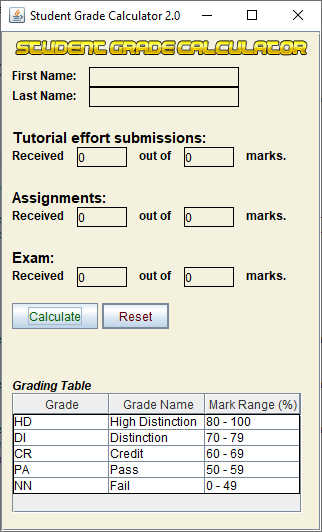 Student Grade Calculator 2.0
STUDENT GRADE CALCULATOR
First Name:
Last Name:
Tutorial effort submissions:
Received 0 out of 0 marks.
Assignments:
Received 0 out of 0 marks.
Exam:
Received 0 out of 0 marks.
Calculate Reset
Grading Table
Grade Grade Name Mark Range (%)
HD High Distinction 80 - 100
DI Distinction 70 - 79
CR Credit 60 - 69
PA Pass 50 - 59
NN Fail 0 - 49